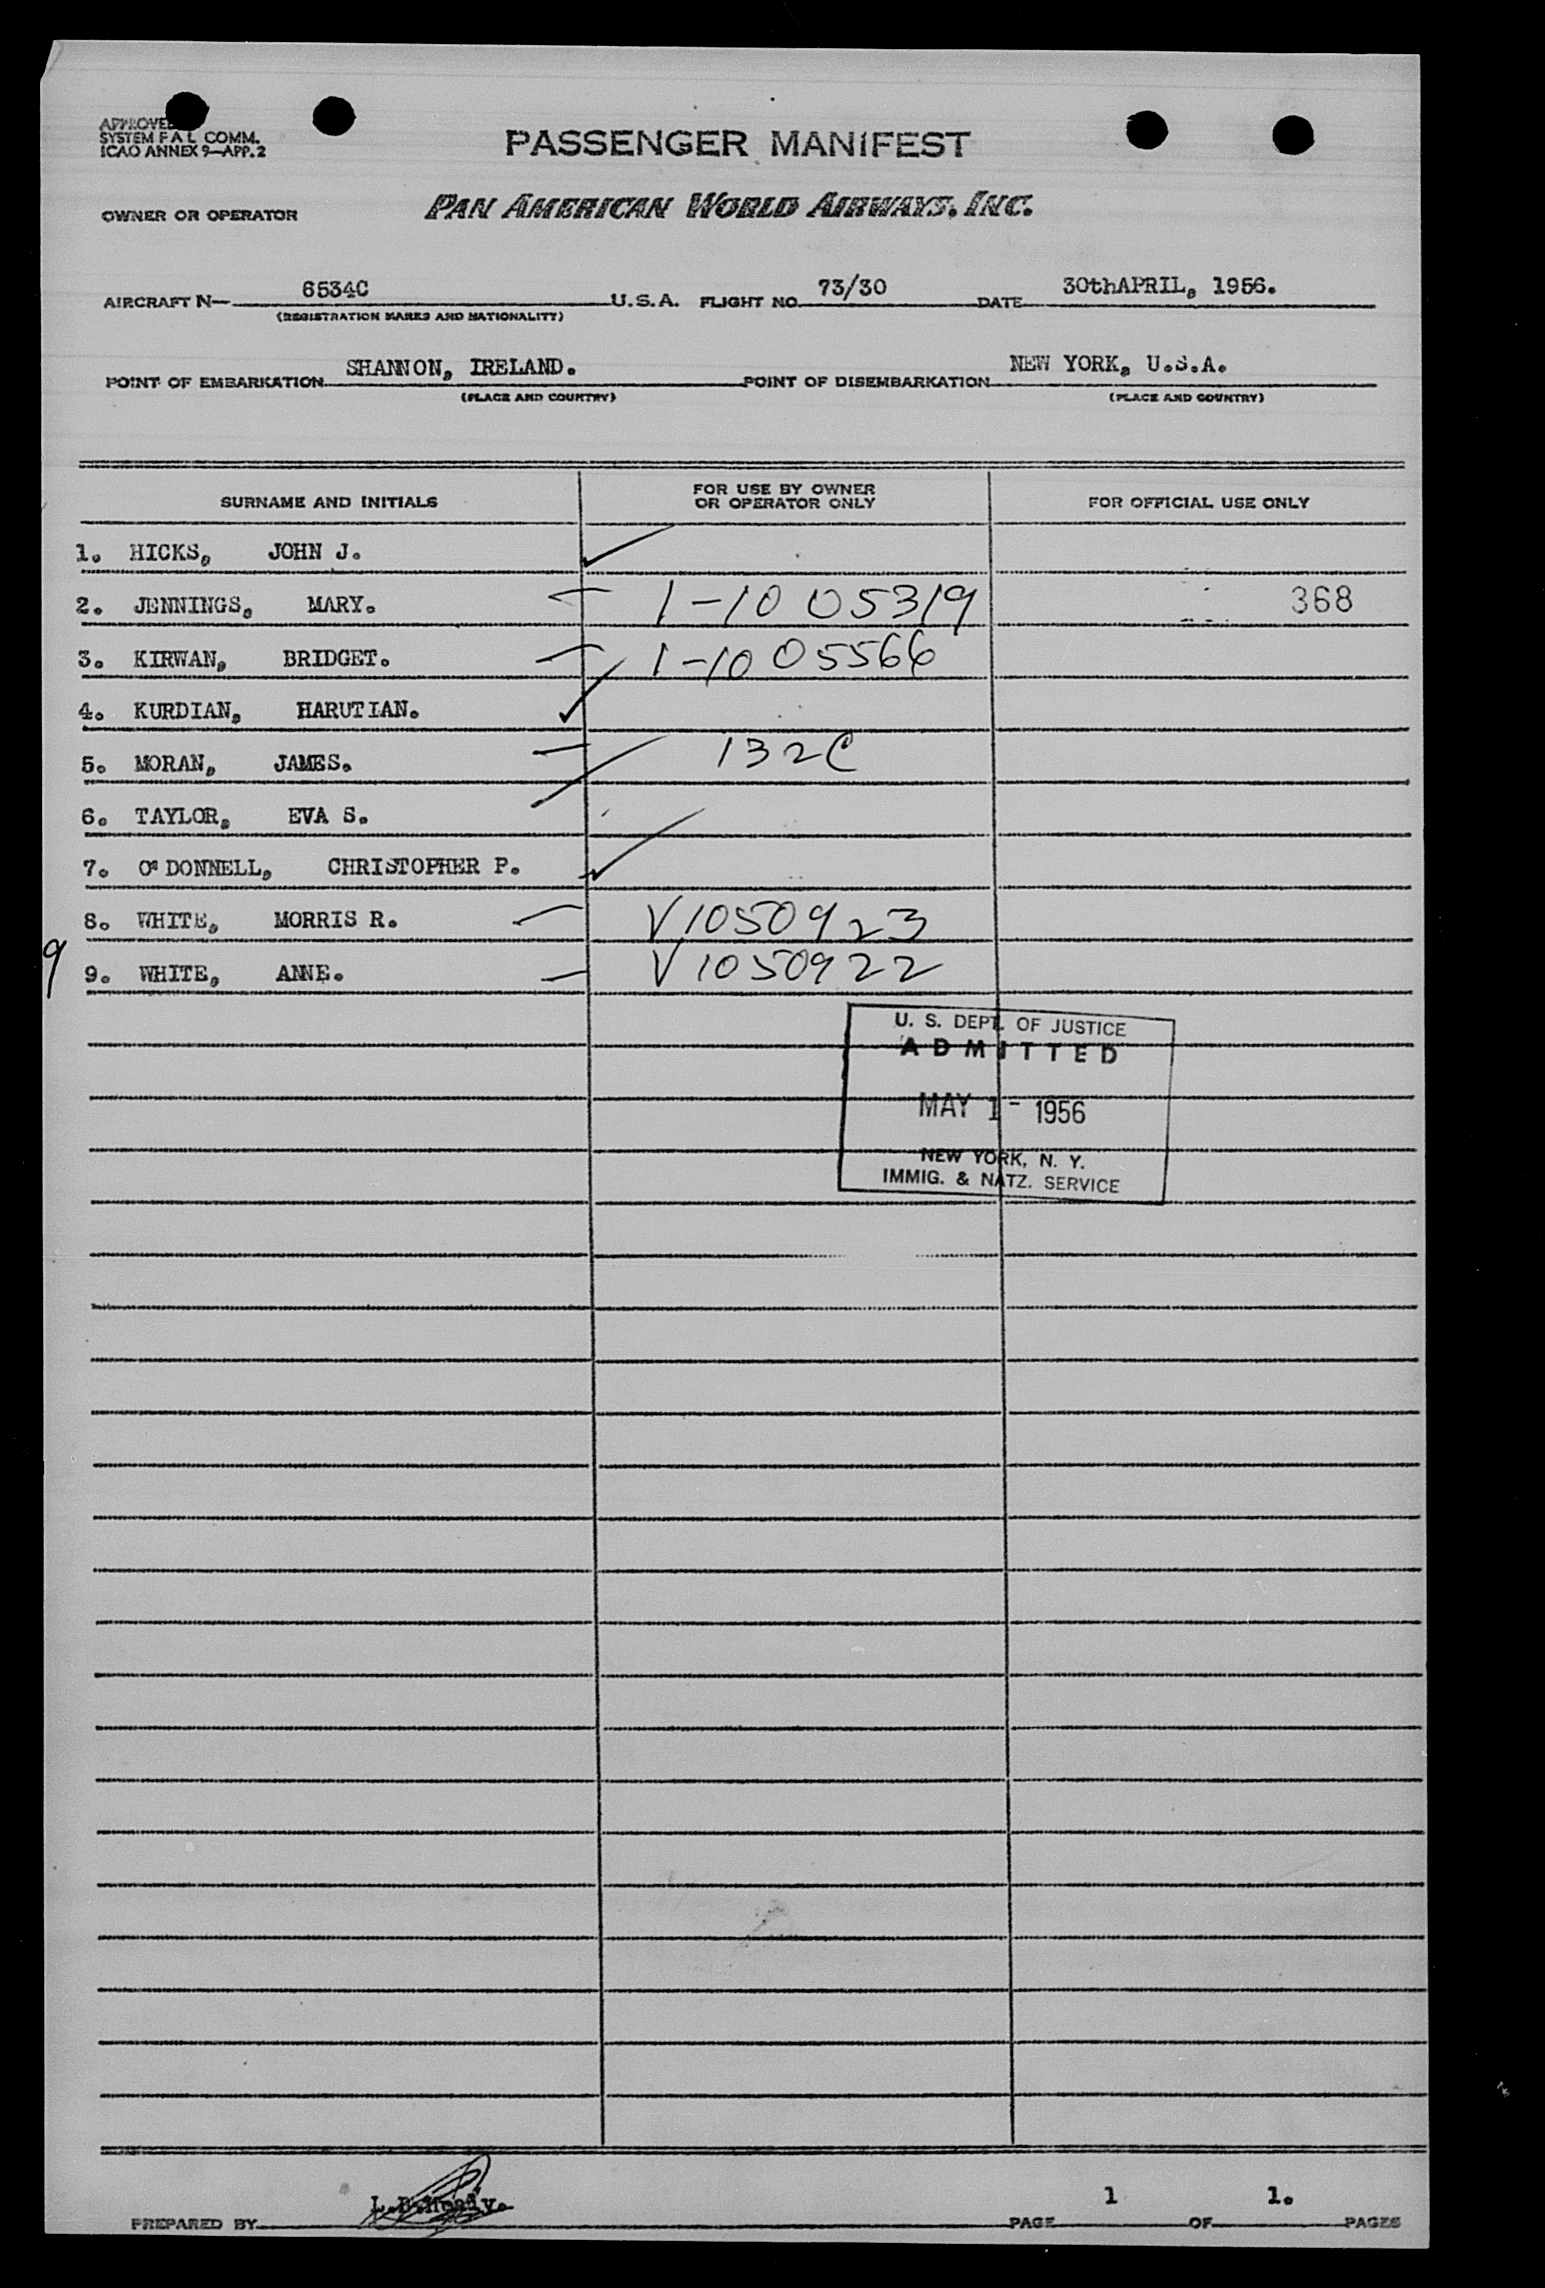 APPROVED
SYSTEM F A L COMM.
ICAO ANNEX 9—APP. 2
PASSENGER MANIFEST
OWNER OR OPERATOR PAN AMERICAN WORLD AIRWAYS, INC.
AIRCRAFT N— 6534C U. S. A. FLIGHT NO. 73/30 DATE 30thAPRIL, 1956.
(REGISTRATION MARKS AND NATIONALITY)
POINT OF EMBARKATION SHANNON, IRELAND. POINT OF DISEMBARKATION NEW YORK, U.S.A.
(PLACE AND COUNTRY) (PLACE AND COUNTRY)
SURNAME AND INITIALS FOR USE BY OWNER OR OPERATOR ONLY FOR OFFICIAL USE ONLY
1. HICKS, JOHN J.
2. JENNINGS, MARY. 1-10 05319 368
3. KIRWAN, BRIDGET. 1-10 05566
4. KURDIAN, HARUTIAN.
5. MORAN, JAMES. 132C
6. TAYLOR, EVA S.
7. O'DONNELL, CHRISTOPHER P.
8. WHITE, MORRIS R. V1050923
9 9. WHITE, ANNE. V1050922
U. S. DEPT. OF JUSTICE
ADMITTED
MAY 1 - 1956
NEW YORK, N. Y.
IMMIG. & NATZ. SERVICE
PREPARED BY PAGE 1 OF 1. PAGES